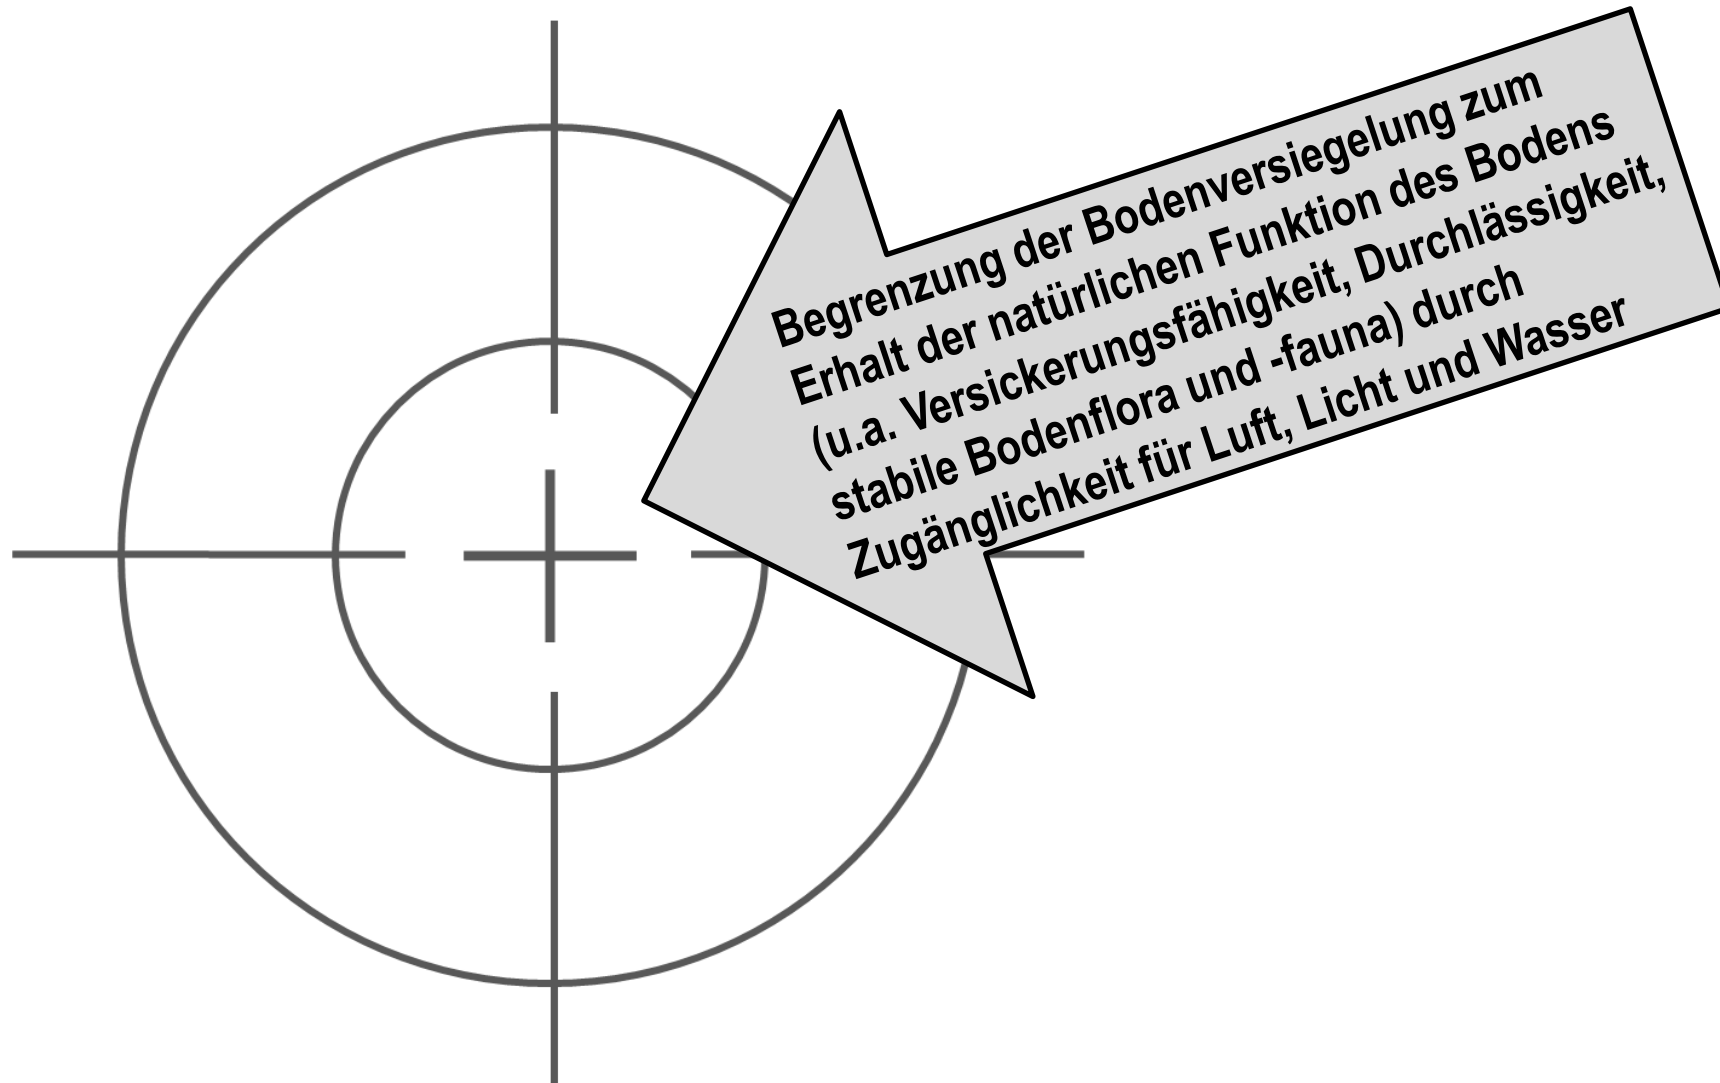 Begrenzung der Bodenversiegelung zum
Erhalt der natürlichen Funktion des Bodens
(u.a. Versickerungsfähigkeit, Durchlässigkeit,
stabile Bodenflora und -fauna) durch
Zugänglichkeit für Luft, Licht und Wasser